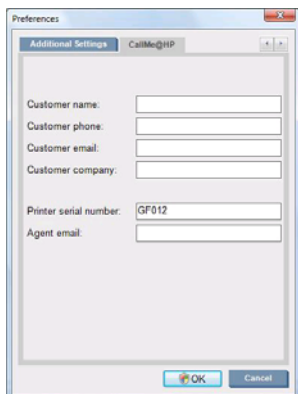 Preferences
Additional Settings CallMe@HP
Customer name:
Customer phone:
Customer email:
Customer company:
Printer serial number: GF012
Agent email:
OK Cancel